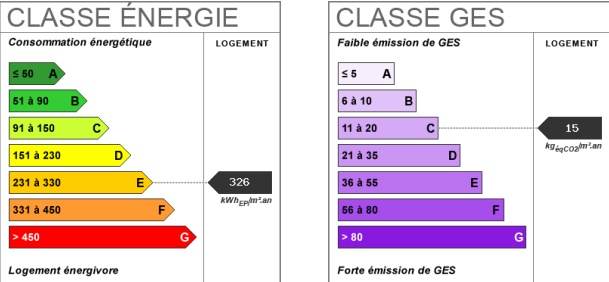 CLASSE ÉNERGIE
Consommation énergétique
LOGEMENT
≤ 50 A
51 à 90 B
91 à 150 C
151 à 230 D
231 à 330 E
326
kWhEP/m².an
331 à 450 F
> 450 G
Logement énergivore
CLASSE GES
Faible émission de GES
LOGEMENT
≤ 5 A
6 à 10 B
11 à 20 C
15
kgéqCO2/m².an
21 à 35 D
36 à 55 E
56 à 80 F
> 80 G
Forte émission de GES